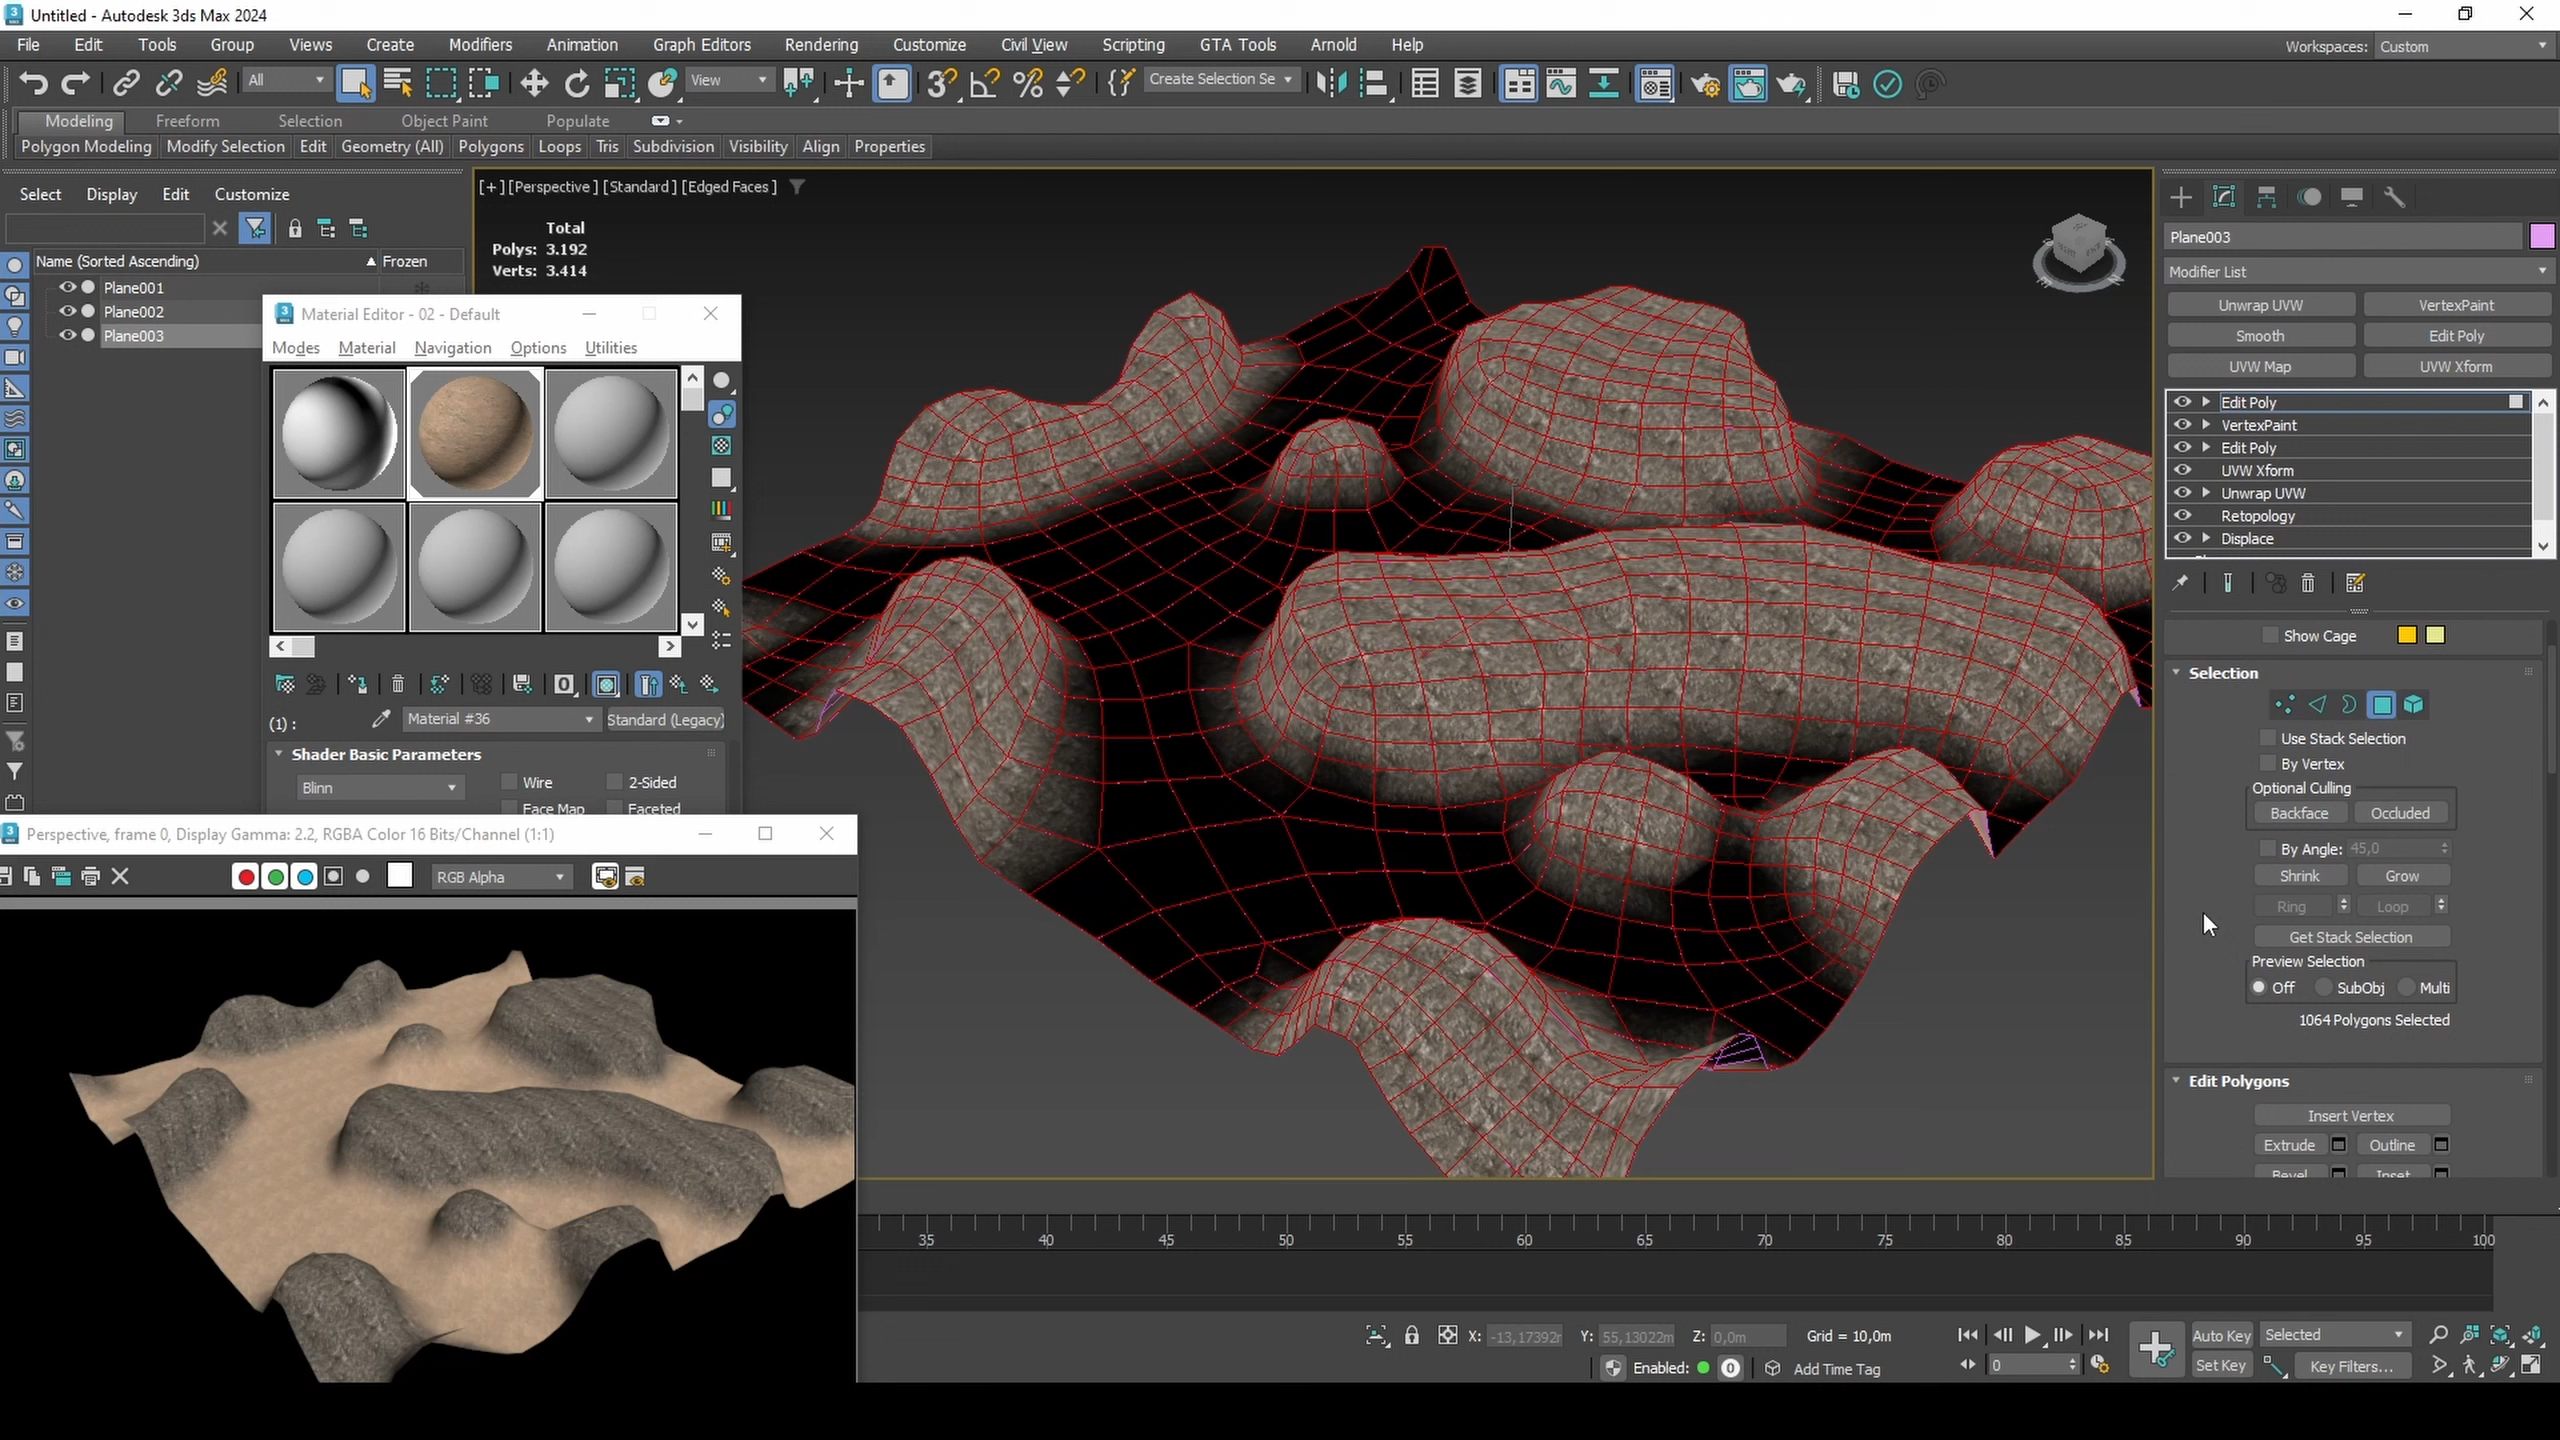 Untitled - Autodesk 3ds Max 2024
File Edit Tools Group Views Create Modifiers Animation Graph Editors Rendering Customize Civil View Scripting GTA Tools Arnold Help
Workspaces: Custom
All View Create Selection Se
Modeling Freeform Selection Object Paint Populate
Polygon Modeling Modify Selection Edit Geometry (All) Polygons Loops Tris Subdivision Visibility Align Properties
Select Display Edit Customize
Name (Sorted Ascending) Frozen
Plane001
Plane002
Plane003
[+] [Perspective] [Standard] [Edged Faces]
Total
Polys: 3.192
Verts: 3.414
Material Editor - 02 - Default
Modes Material Navigation Options Utilities
(1) : Material #36 Standard (Legacy)
Shader Basic Parameters
Blinn Wire 2-Sided
Face Map Faceted
Perspective, frame 0, Display Gamma: 2.2, RGBA Color 16 Bits/Channel (1:1)
RGB Alpha
Plane003
Modifier List
Unwrap UVW VertexPaint
Smooth Edit Poly
UVW Map UVW Xform
Edit Poly
VertexPaint
Edit Poly
UVW Xform
Unwrap UVW
Retopology
Displace
Show Cage
Selection
Use Stack Selection
By Vertex
Optional Culling
Backface Occluded
By Angle: 45,0
Shrink Grow
Ring Loop
Get Stack Selection
Preview Selection
Off SubObj Multi
1064 Polygons Selected
Edit Polygons
Insert Vertex
Extrude Outline
Bevel Inset
35 40 45 50 55 60 65 70 75 80 85 90 95 100
X: -13,17392m Y: 55,13022m Z: 0,0m Grid = 10,0m
Auto Key Selected
Enabled: 0 Add Time Tag
0 Set Key Key Filters...